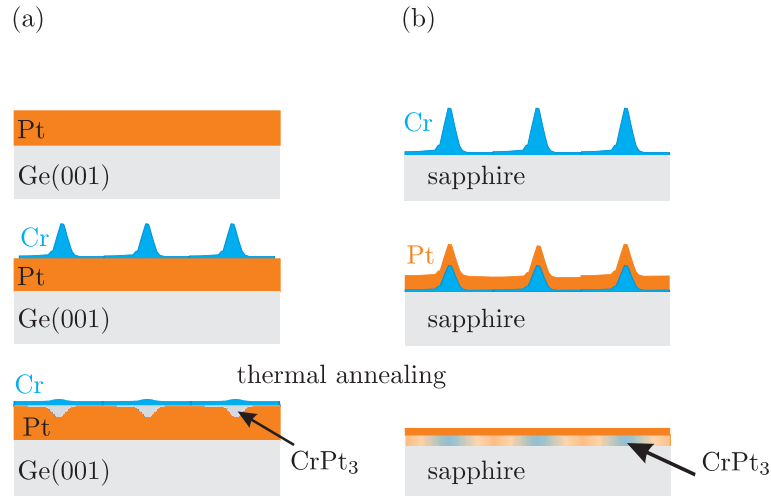 (a)
Pt
Ge(001)
Cr
Pt
Ge(001)
Cr
Pt
Ge(001)
CrPt₃
thermal annealing
(b)
Cr
sapphire
Pt
sapphire
sapphire
CrPt₃